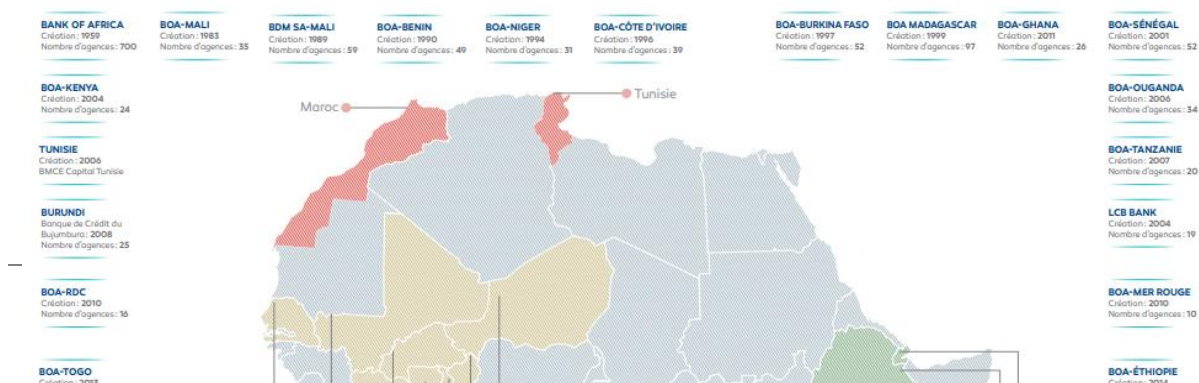 BANK OF AFRICA
Création : 1959
Nombre d'agences : 700
BOA-MALI
Création : 1983
Nombre d'agences : 35
BDM SA-MALI
Création : 1989
Nombre d'agences : 59
BOA-BENIN
Création : 1990
Nombre d'agences : 49
BOA-NIGER
Création : 1994
Nombre d'agences : 31
BOA-CÔTE D'IVOIRE
Création : 1996
Nombre d'agences : 39
BOA-BURKINA FASO
Création : 1997
Nombre d'agences : 52
BOA MADAGASCAR
Création : 1999
Nombre d'agences : 97
BOA-GHANA
Création : 2011
Nombre d'agences : 26
BOA-SÉNÉGAL
Création : 2001
Nombre d'agences : 52
BOA-KENYA
Création : 2004
Nombre d'agences : 24
Maroc
Tunisie
BOA-OUGANDA
Création : 2006
Nombre d'agences : 34
TUNISIE
Création : 2006
BMCE Capital Tunisie
BOA-TANZANIE
Création : 2007
Nombre d'agences : 20
BURUNDI
Banque de Crédit du
Bujumbura : 2008
Nombre d'agences : 25
LCB BANK
Création : 2004
Nombre d'agences : 19
BOA-RDC
Création : 2010
Nombre d'agences : 16
BOA-MER ROUGE
Création : 2010
Nombre d'agences : 10
BOA-TOGO
Création : 2013
BOA-ÉTHIOPIE
Création : 2014